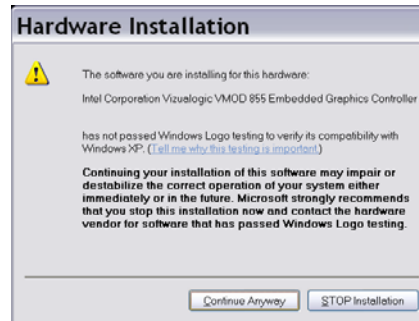 Hardware Installation
The software you are installing for this hardware:
Intel Corporation Vizualogic VMOD 855 Embedded Graphics Controller
has not passed Windows Logo testing to verify its compatibility with
Windows XP. (Tell me why this testing is important.)
Continuing your installation of this software may impair or
destabilize the correct operation of your system either
immediately or in the future. Microsoft strongly recommends
that you stop this installation now and contact the hardware
vendor for software that has passed Windows Logo testing.
Continue Anyway
STOP Installation